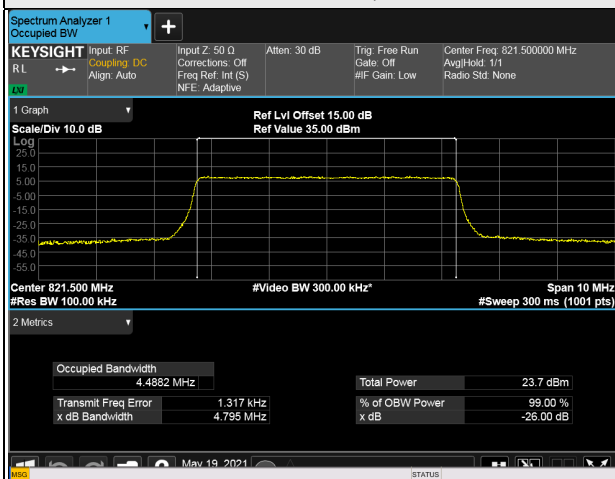 Spectrum Analyzer 1
Occupied BW
+
KEYSIGHT Input: RF Input Z: 50 Ω Atten: 30 dB Trig: Free Run Center Freq: 821.500000 MHz
RL Coupling: DC Corrections: Off Gate: Off Avg|Hold: 1/1
Align: Auto Freq Ref: Int (S) #IF Gain: Low Radio Std: None
LXI NFE: Adaptive
1 Graph
Ref Lvl Offset 15.00 dB
Scale/Div 10.0 dB Ref Value 35.00 dBm
Log
25.0
15.0
5.00
-5.00
-15.0
-25.0
-35.0
-45.0
-55.0
Center 821.500 MHz #Video BW 300.00 kHz* Span 10 MHz
#Res BW 100.00 kHz #Sweep 300 ms (1001 pts)
2 Metrics
Occupied Bandwidth
4.4882 MHz Total Power 23.7 dBm
Transmit Freq Error 1.317 kHz % of OBW Power 99.00 %
x dB Bandwidth 4.795 MHz x dB -26.00 dB
May 19, 2021
MSG STATUS